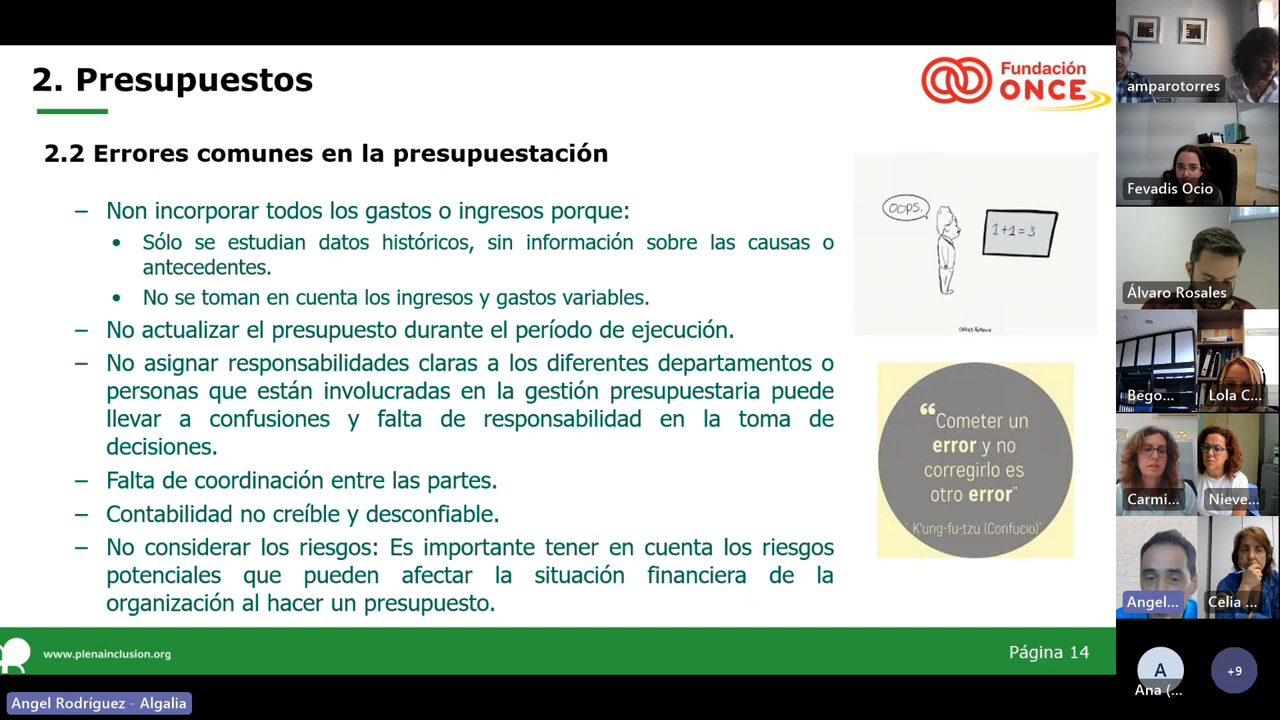 2. Presupuestos
Fundación
ONCE
2.2 Errores comunes en la presupuestación
– Non incorporar todos los gastos o ingresos porque:
• Sólo se estudian datos históricos, sin información sobre las causas o
antecedentes.
• No se toman en cuenta los ingresos y gastos variables.
– No actualizar el presupuesto durante el período de ejecución.
– No asignar responsabilidades claras a los diferentes departamentos o
personas que están involucradas en la gestión presupuestaria puede
llevar a confusiones y falta de responsabilidad en la toma de
decisiones.
– Falta de coordinación entre las partes.
– Contabilidad no creíble y desconfiable.
– No considerar los riesgos: Es importante tener en cuenta los riesgos
potenciales que pueden afectar la situación financiera de la
organización al hacer un presupuesto.
OOPS.
1+1=3
“Cometer un
error y no
corregirlo es
otro error”
K'ung-fu-tzu (Confucio)
www.plenainclusion.org
Página 14
Angel Rodríguez - Algalia
amparotorres
Fevadis Ocio
Álvaro Rosales
Bego...
Lola C...
Carmi...
Nieve...
Angel...
Celia ...
A
Ana (...
+9